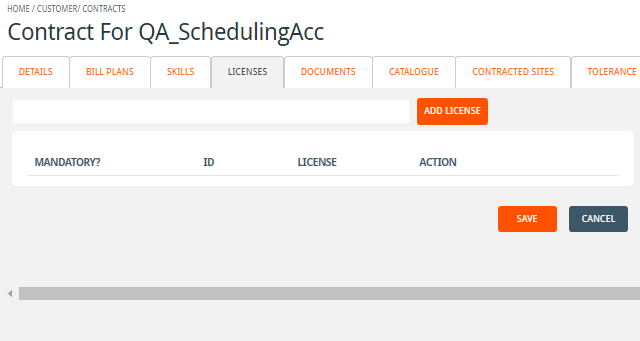 HOME / CUSTOMER/ CONTRACTS
Contract For QA_SchedulingAcc
DETAILS BILL PLANS SKILLS LICENSES DOCUMENTS CATALOGUE CONTRACTED SITES TOLERANCE
ADD LICENSE
MANDATORY? ID LICENSE ACTION
SAVE CANCEL